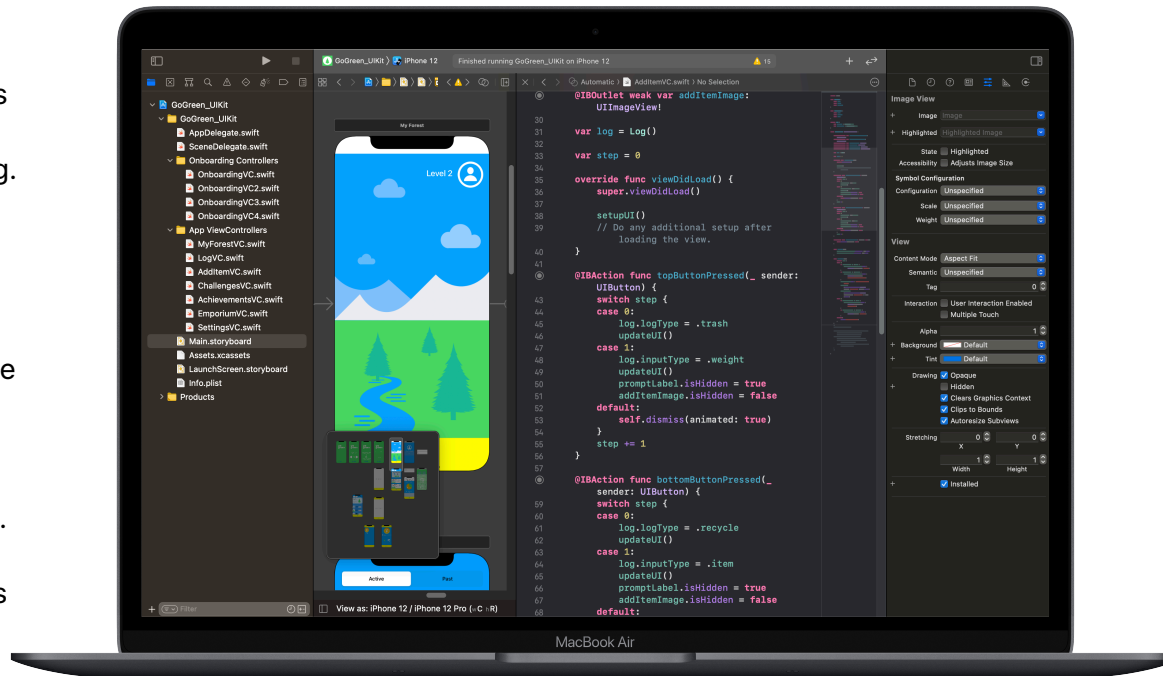 s
g.
e
.
s
GoGreen_UIKit
iPhone 12
Finished running GoGreen_UIKit on iPhone 12
15
Automatic
AddItemVC.swift
No Selection
GoGreen_UIKit
GoGreen_UIKit
AppDelegate.swift
SceneDelegate.swift
Onboarding Controllers
OnboardingVC.swift
OnboardingVC2.swift
OnboardingVC3.swift
OnboardingVC4.swift
App ViewControllers
MyForestVC.swift
LogVC.swift
AddItemVC.swift
ChallengesVC.swift
AchievementsVC.swift
EmporiumVC.swift
SettingsVC.swift
Main.storyboard
Assets.xcassets
LaunchScreen.storyboard
Info.plist
Products
Filter
My Forest
Level 2
Active
Past
View as: iPhone 12 / iPhone 12 Pro (wC hR)
@IBOutlet weak var addItemImage:
UIImageView!
30
31 var log = Log()
32
33 var step = 0
34
35 override func viewDidLoad() {
36 super.viewDidLoad()
37
38 setupUI()
39 // Do any additional setup after
loading the view.
40 }
41
@IBAction func topButtonPressed(_ sender:
UIButton) {
43 switch step {
44 case 0:
45 log.logType = .trash
46 updateUI()
47 case 1:
48 log.inputType = .weight
49 updateUI()
50 promptLabel.isHidden = true
51 addItemImage.isHidden = false
52 default:
53 self.dismiss(animated: true)
54 }
55 step += 1
56 }
57
@IBAction func bottomButtonPressed(_
sender: UIButton) {
59 switch step {
60 case 0:
61 log.logType = .recycle
62 updateUI()
63 case 1:
64 log.inputType = .item
65 updateUI()
66 promptLabel.isHidden = true
67 addItemImage.isHidden = false
68 default:
Image View
Image Image
Highlighted Highlighted Image
State Highlighted
Accessibility Adjusts Image Size
Symbol Configuration
Configuration Unspecified
Scale Unspecified
Weight Unspecified
View
Content Mode Aspect Fit
Semantic Unspecified
Tag 0
Interaction User Interaction Enabled
Multiple Touch
Alpha 1
Background Default
Tint Default
Drawing Opaque
Hidden
Clears Graphics Context
Clips to Bounds
Autoresize Subviews
Stretching 0 0
X Y
1 1
Width Height
Installed
MacBook Air